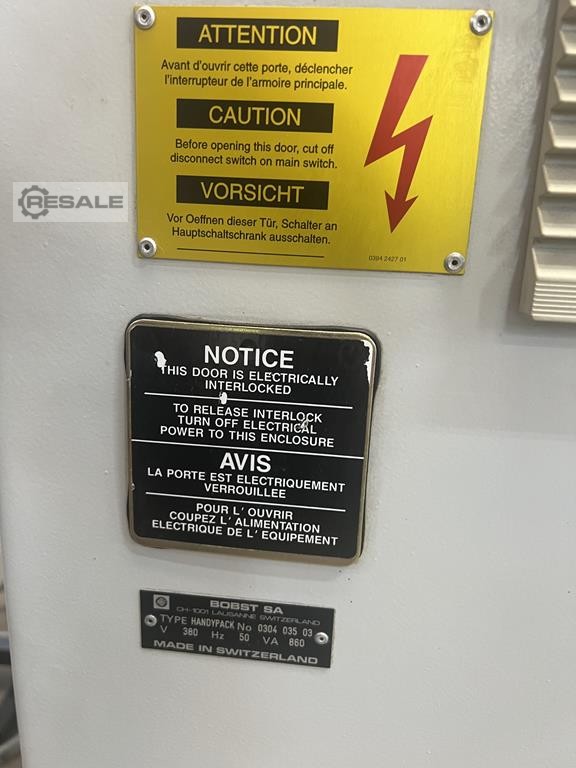 ATTENTION
Avant d'ouvrir cette porte, déclencher
l'interrupteur de l'armoire principale.
CAUTION
Before opening this door, cut off
disconnect switch on main switch.
VORSICHT
Vor Oeffnen dieser Tür, Schalter an
Hauptschaltschrank ausschalten.
0394 2427 01
RESALE
NOTICE
THIS DOOR IS ELECTRICALLY
INTERLOCKED
TO RELEASE INTERLOCK
TURN OFF ELECTRICAL
POWER TO THIS ENCLOSURE
AVIS
LA PORTE EST ELECTRIQUEMENT
VERROUILLEE
POUR L'OUVRIR
COUPEZ L'ALIMENTATION
ELECTRIQUE DE L'EQUIPEMENT
BOBST SA
CH-1001 LAUSANNE SWITZERLAND
TYPE HANDYPACK No 0304 035 03
V 380 Hz 50 VA 860
MADE IN SWITZERLAND